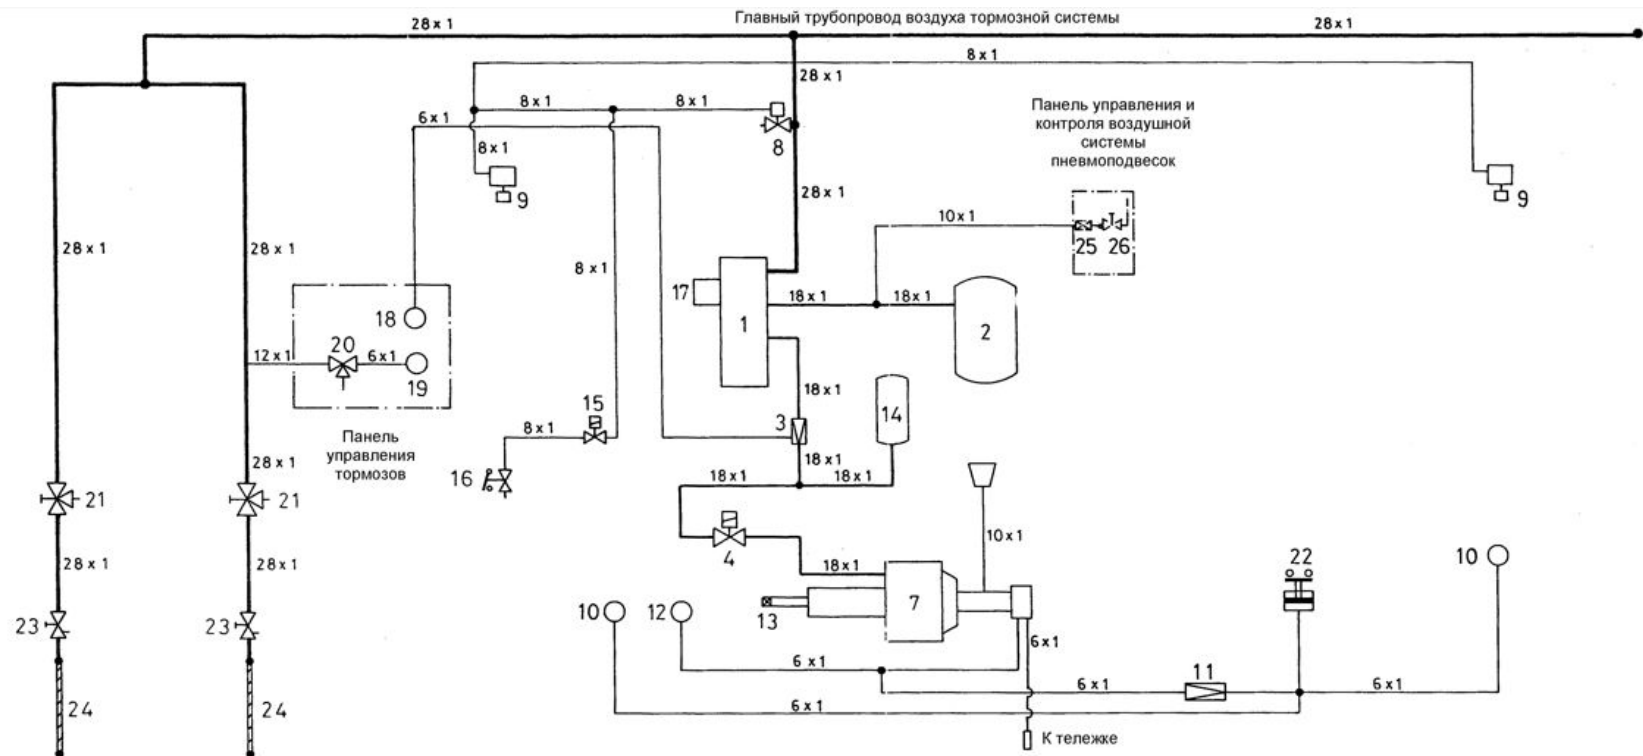 Главный трубопровод воздуха тормозной системы
28 x 1
28 x 1
8 x 1
28 x 1
8 x 1
8 x 1
6 x 1
8
8 x 1
9
Панель управления и
контроля воздушной
системы
пневмоподвесок
9
28 x 1
10 x 1
25
26
28 x 1
28 x 1
8 x 1
17
1
18 x 1
18 x 1
2
18
20
12 x 1
6 x 1
19
Панель
управления
тормозов
18 x 1
14
3
15
8 x 1
16
18 x 1
18 x 1
18 x 1
28 x 1
21
21
4
10 x 1
18 x 1
7
13
28 x 1
28 x 1
10
12
22
10
23
23
6 x 1
6 x 1
11
6 x 1
6 x 1
6 x 1
24
24
К тележке